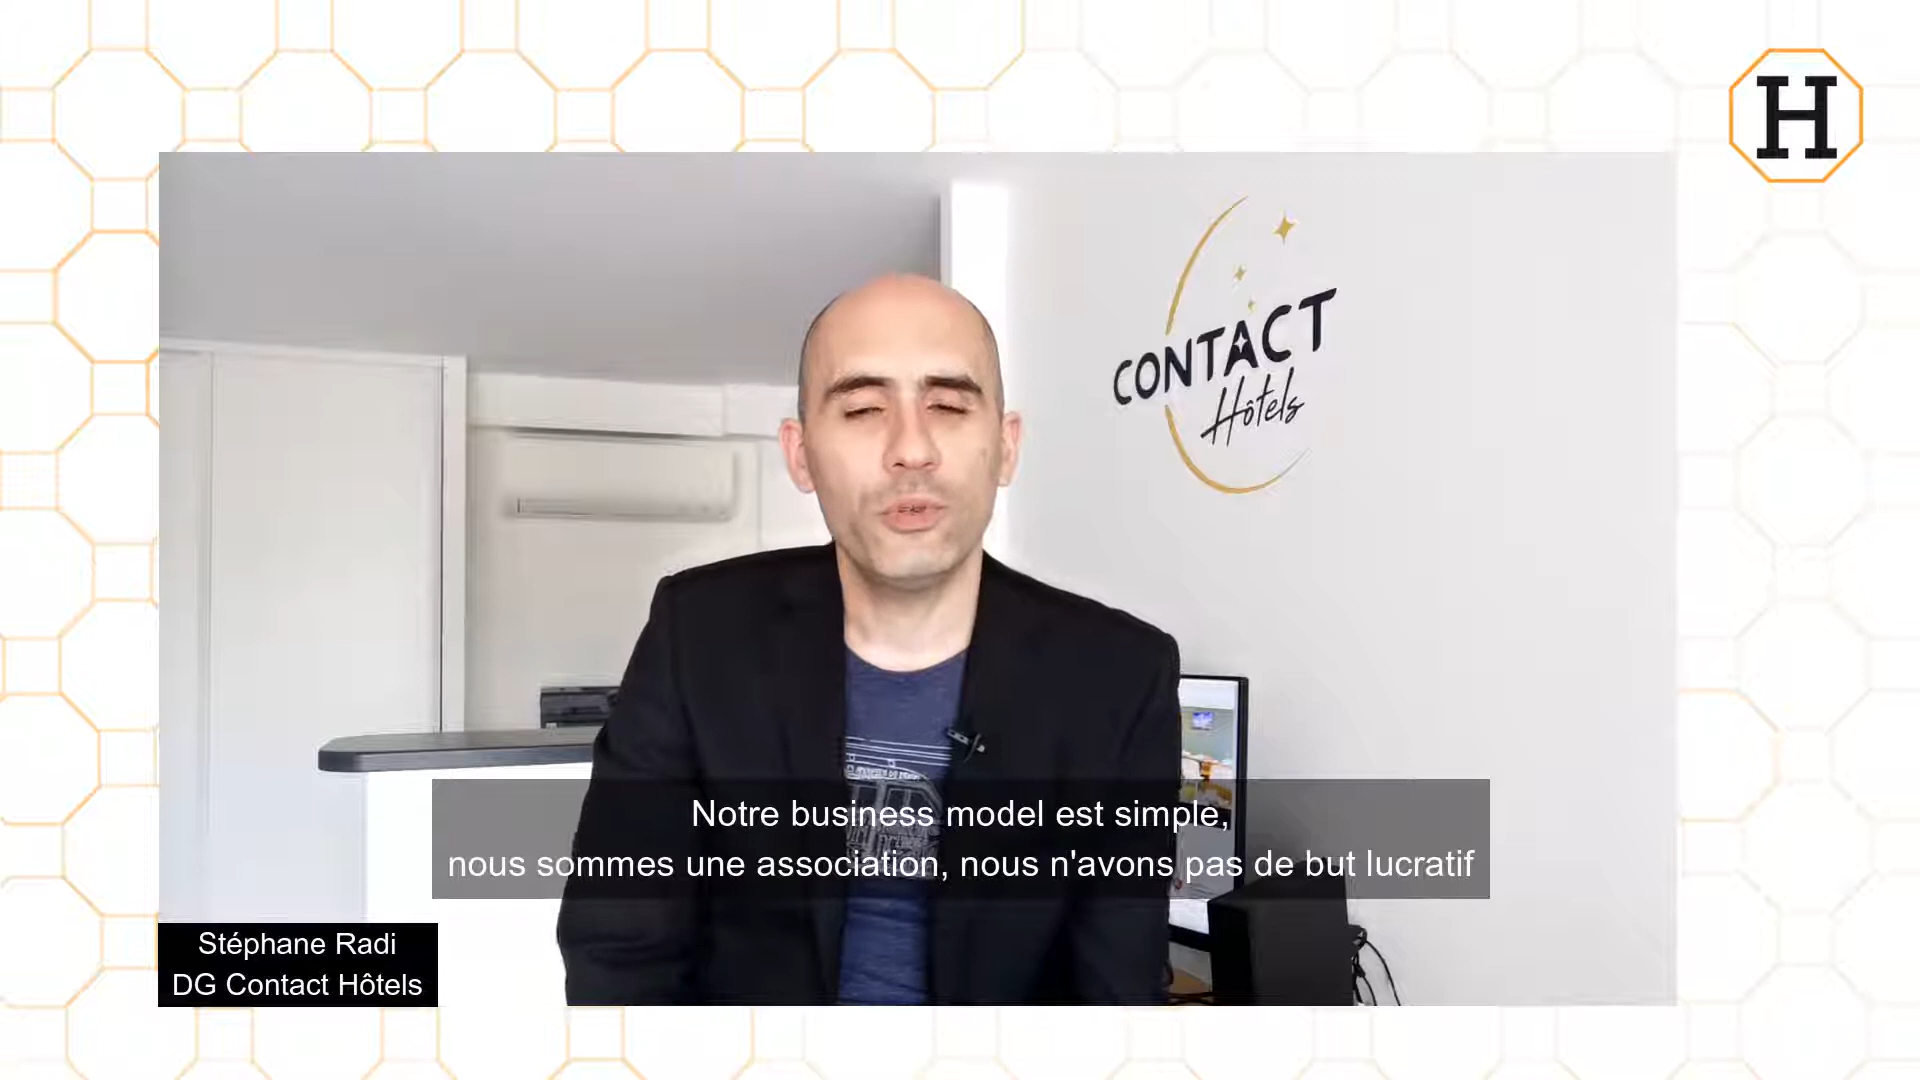 H
CONTACT
Hôtels
Notre business model est simple,
nous sommes une association, nous n'avons pas de but lucratif
Stéphane Radi
DG Contact Hôtels